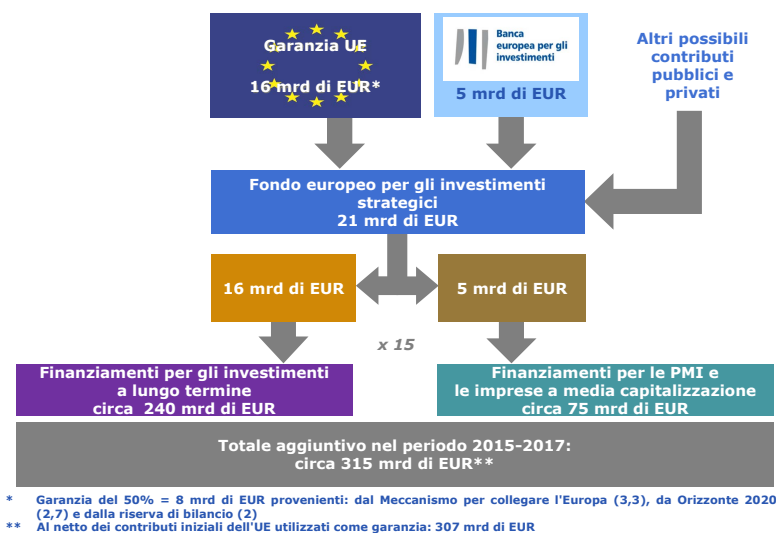 Garanzia UE
16 mrd di EUR*
Banca
europea per gli
investimenti
5 mrd di EUR
Altri possibili
contributi
pubblici e
privati
Fondo europeo per gli investimenti
strategici
21 mrd di EUR
16 mrd di EUR
5 mrd di EUR
x 15
Finanziamenti per gli investimenti
a lungo termine
circa 240 mrd di EUR
Finanziamenti per le PMI e
le imprese a media capitalizzazione
circa 75 mrd di EUR
Totale aggiuntivo nel periodo 2015-2017:
circa 315 mrd di EUR**
* Garanzia del 50% = 8 mrd di EUR provenienti: dal Meccanismo per collegare l'Europa (3,3), da Orizzonte 2020
(2,7) e dalla riserva di bilancio (2)
** Al netto dei contributi iniziali dell'UE utilizzati come garanzia: 307 mrd di EUR